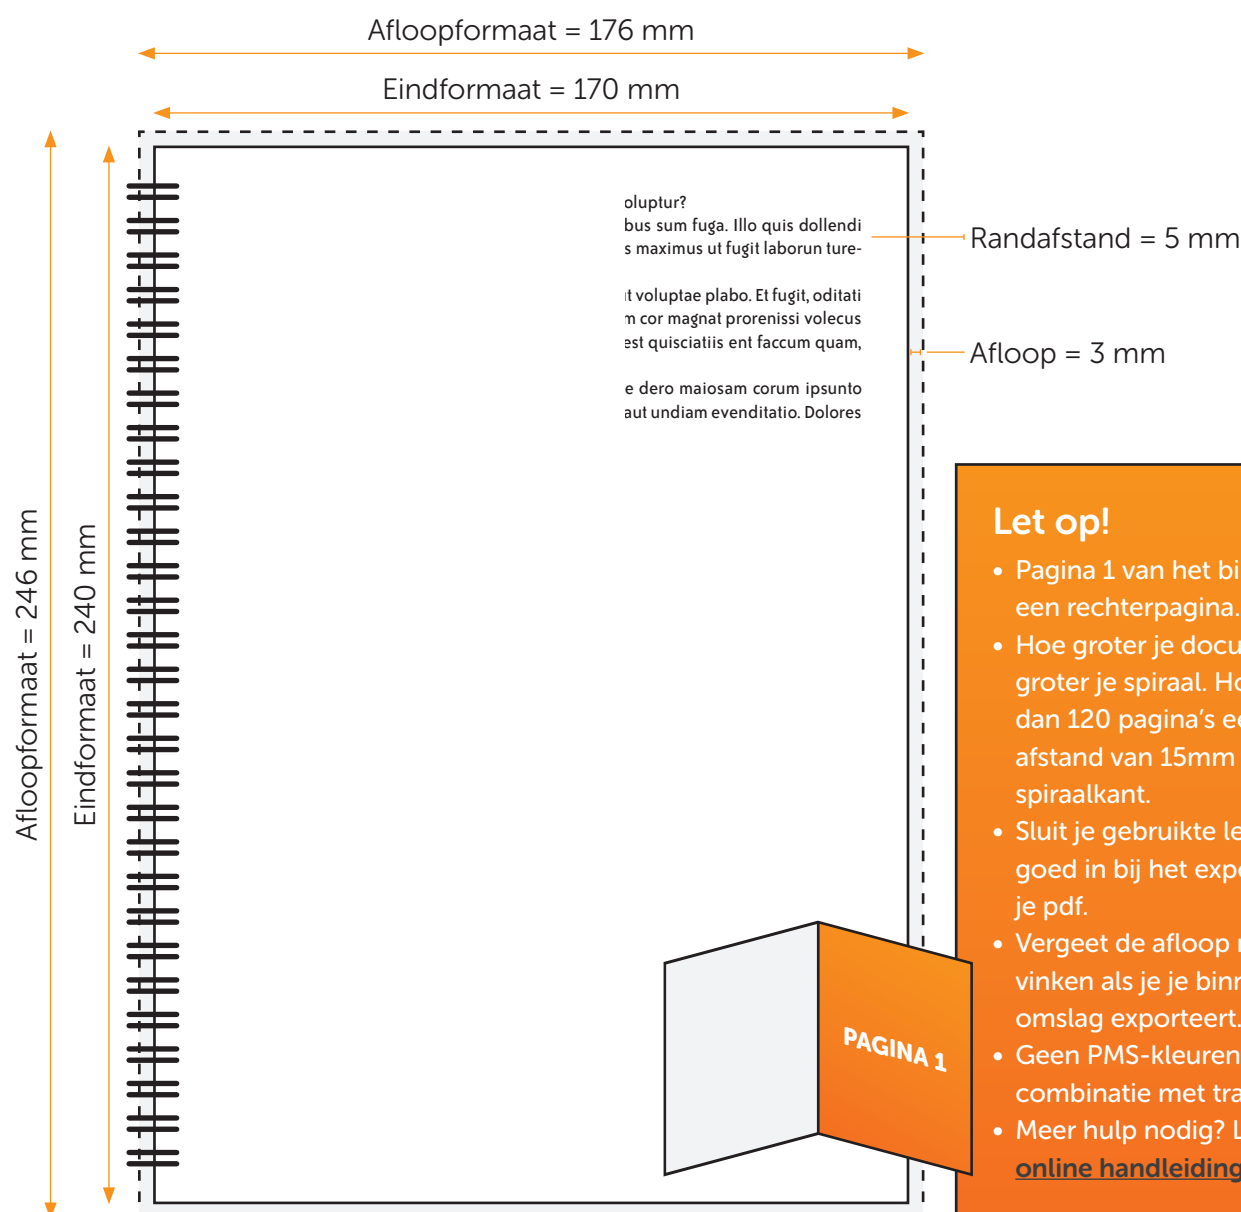 Afloopformaat = 176 mm
Eindformaat = 170 mm
Afloopformaat = 246 mm
Eindformaat = 240 mm
oluptur?
bus sum fuga. Illo quis dollendi
s maximus ut fugit laborun ture-
voluptae plabo. Et fugit, oditati
m cor magnat prorenissi volecus
est quisciatiis ent faccum quam,
e dero maiosam corum ipsunto
aut undiam evenditatio. Dolores
Randafstand = 5 mm
Afloop = 3 mm
Let op!
• Pagina 1 van het bi
een rechterpagina.
• Hoe groter je docu
groter je spiraal. Ho
dan 120 pagina's ee
afstand van 15mm
spiraalkant.
• Sluit je gebruikte le
goed in bij het expo
je pdf.
• Vergeet de afloop
vinken als je je binn
omslag exporteert.
• Geen PMS-kleuren
combinatie met tra
• Meer hulp nodig? L
online handleiding
PAGINA 1